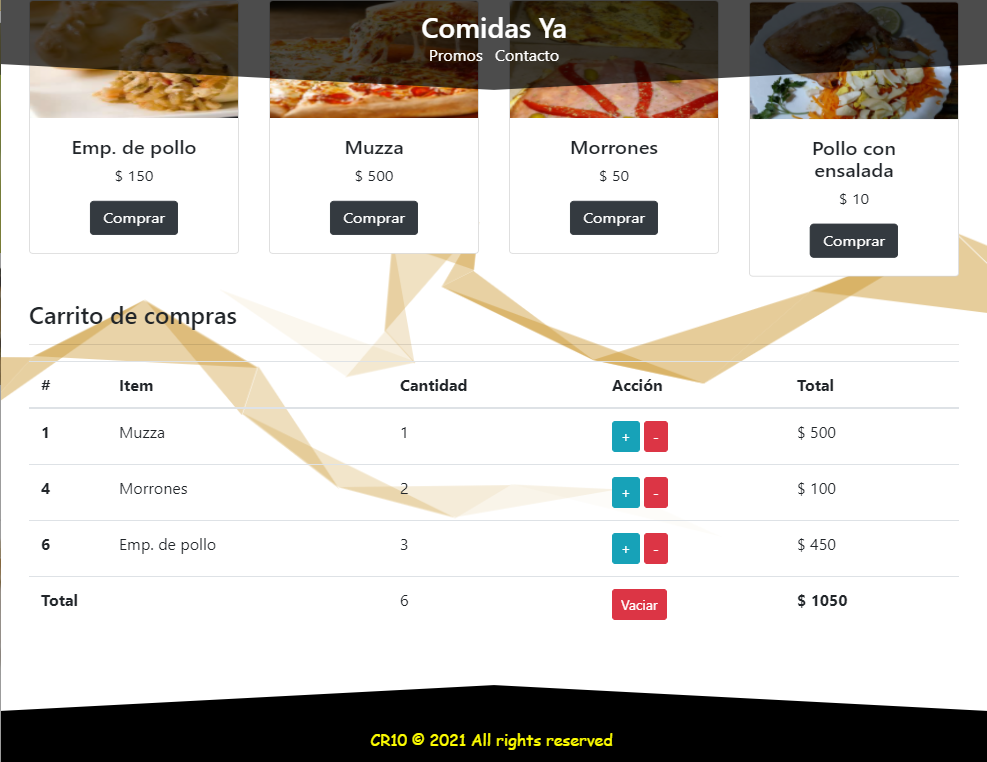 Comidas Ya
Promos Contacto
Emp. de pollo
$ 150
Comprar
Muzza
$ 500
Comprar
Morrones
$ 50
Comprar
Pollo con
ensalada
$ 10
Comprar
Carrito de compras
# Item Cantidad Acción Total
1 Muzza 1 + - $ 500
4 Morrones 2 + - $ 100
6 Emp. de pollo 3 + - $ 450
Total 6 Vaciar $ 1050
CR10 © 2021 All rights reserved